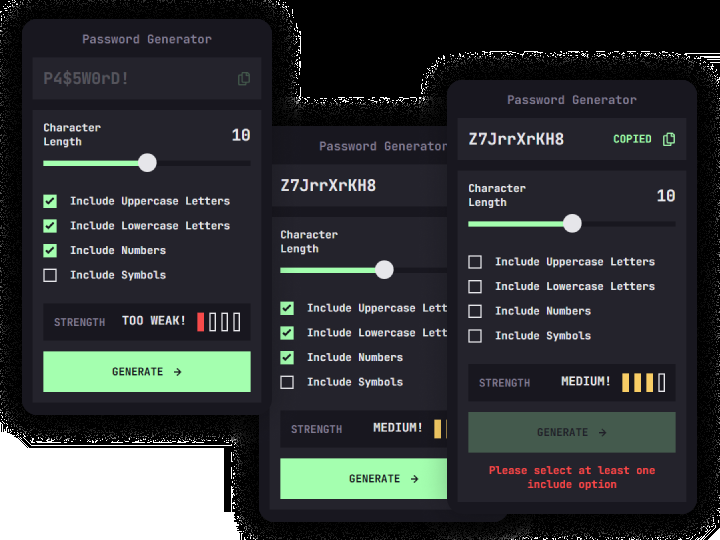 Password Generator
P4$5W0rD!
Character
Length
10
Include Uppercase Letters
Include Lowercase Letters
Include Numbers
Include Symbols
STRENGTH
TOO WEAK!
GENERATE →
Password Generator
Z7JrrXrKH8
Character
Length
Include Uppercase Lett
Include Lowercase Lett
Include Numbers
Include Symbols
STRENGTH
MEDIUM!
GENERATE →
Password Generator
Z7JrrXrKH8
COPIED
Character
Length
10
Include Uppercase Letters
Include Lowercase Letters
Include Numbers
Include Symbols
STRENGTH
MEDIUM!
GENERATE →
Please select at least one
include option